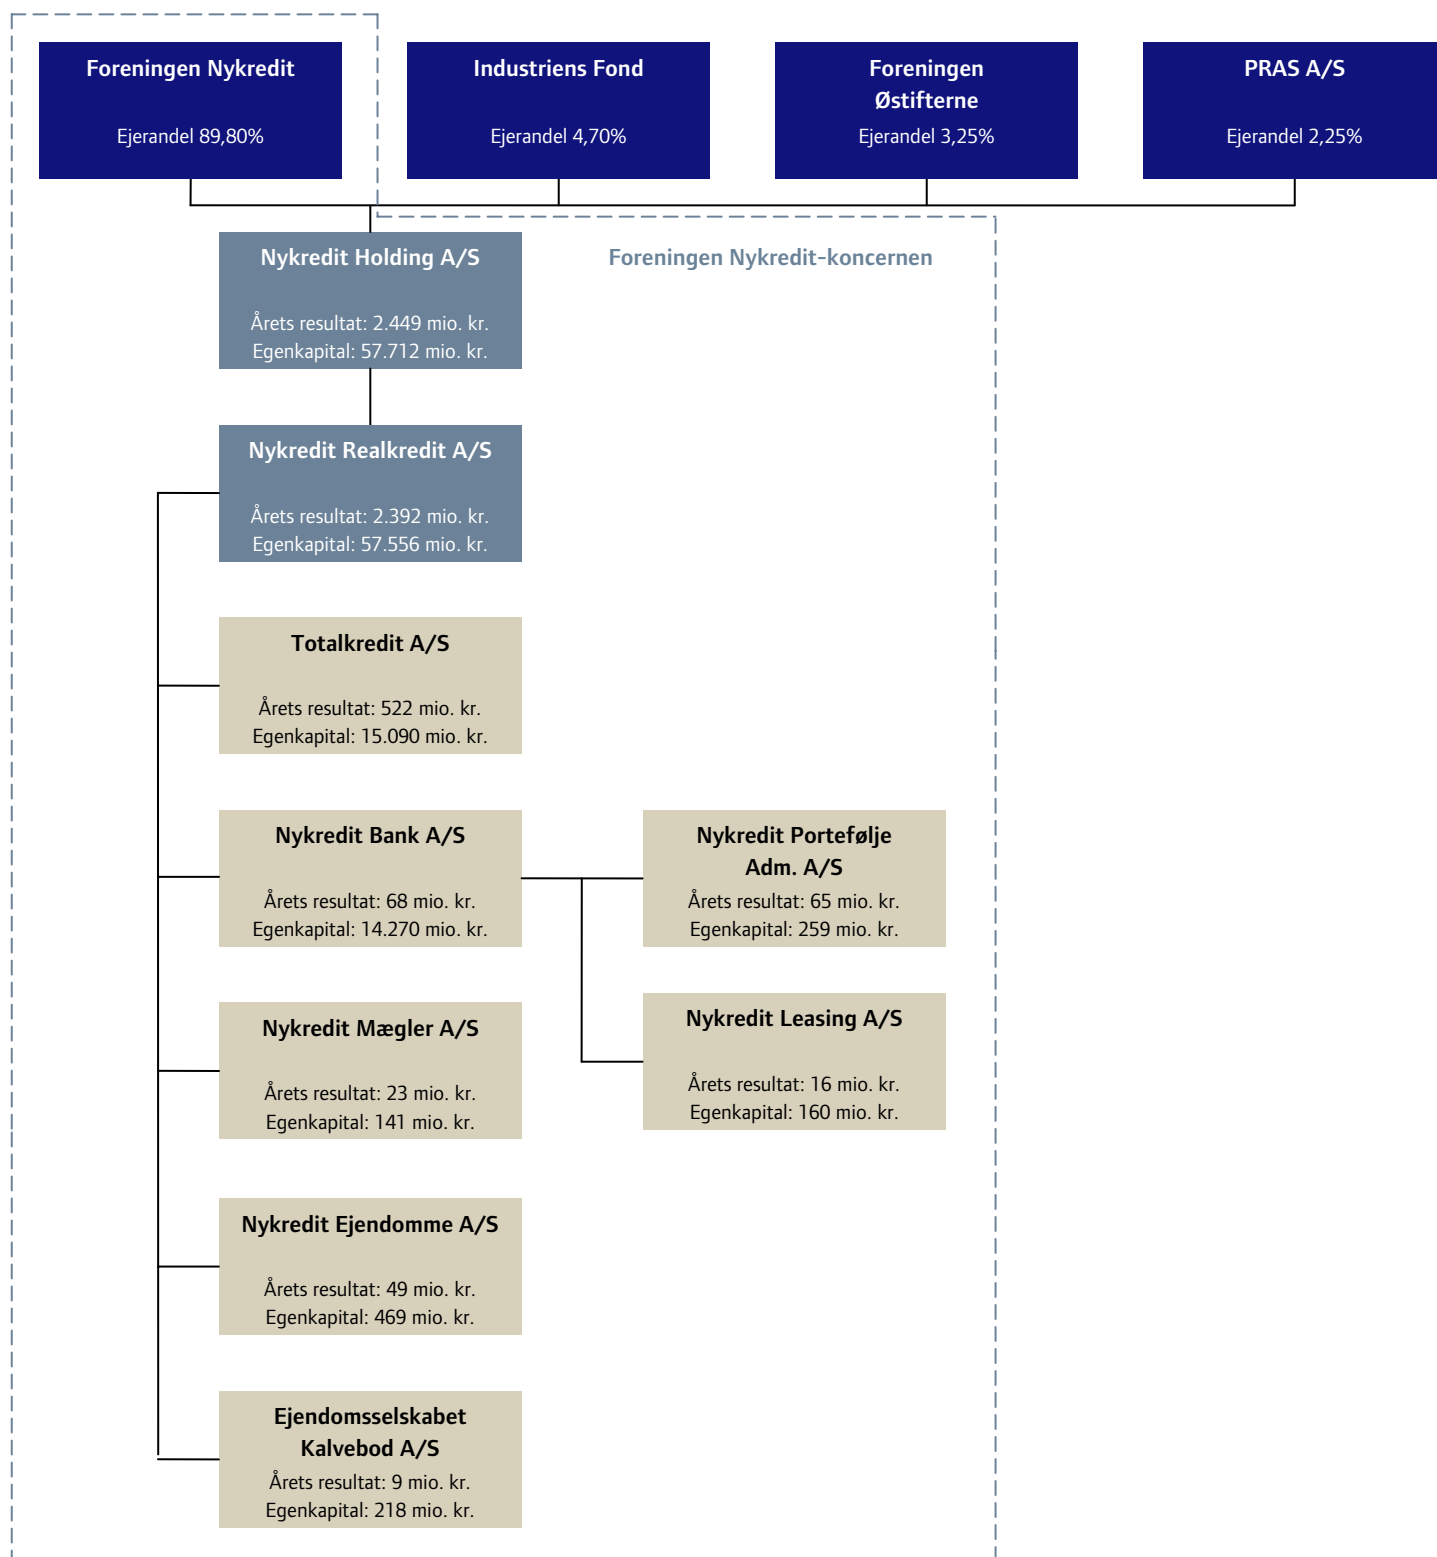 Foreningen Nykredit
Ejerandel 89,80%
Industriens Fond
Ejerandel 4,70%
Foreningen
Østifterne
Ejerandel 3,25%
PRAS A/S
Ejerandel 2,25%
Nykredit Holding A/S
Årets resultat: 2.449 mio. kr.
Egenkapital: 57.712 mio. kr.
Foreningen Nykredit-koncernen
Nykredit Realkredit A/S
Årets resultat: 2.392 mio. kr.
Egenkapital: 57.556 mio. kr.
Totalkredit A/S
Årets resultat: 522 mio. kr.
Egenkapital: 15.090 mio. kr.
Nykredit Bank A/S
Årets resultat: 68 mio. kr.
Egenkapital: 14.270 mio. kr.
Nykredit Portefølje
Adm. A/S
Årets resultat: 65 mio. kr.
Egenkapital: 259 mio. kr.
Nykredit Mægler A/S
Årets resultat: 23 mio. kr.
Egenkapital: 141 mio. kr.
Nykredit Leasing A/S
Årets resultat: 16 mio. kr.
Egenkapital: 160 mio. kr.
Nykredit Ejendomme A/S
Årets resultat: 49 mio. kr.
Egenkapital: 469 mio. kr.
Ejendomsselskabet
Kalvebod A/S
Årets resultat: 9 mio. kr.
Egenkapital: 218 mio. kr.